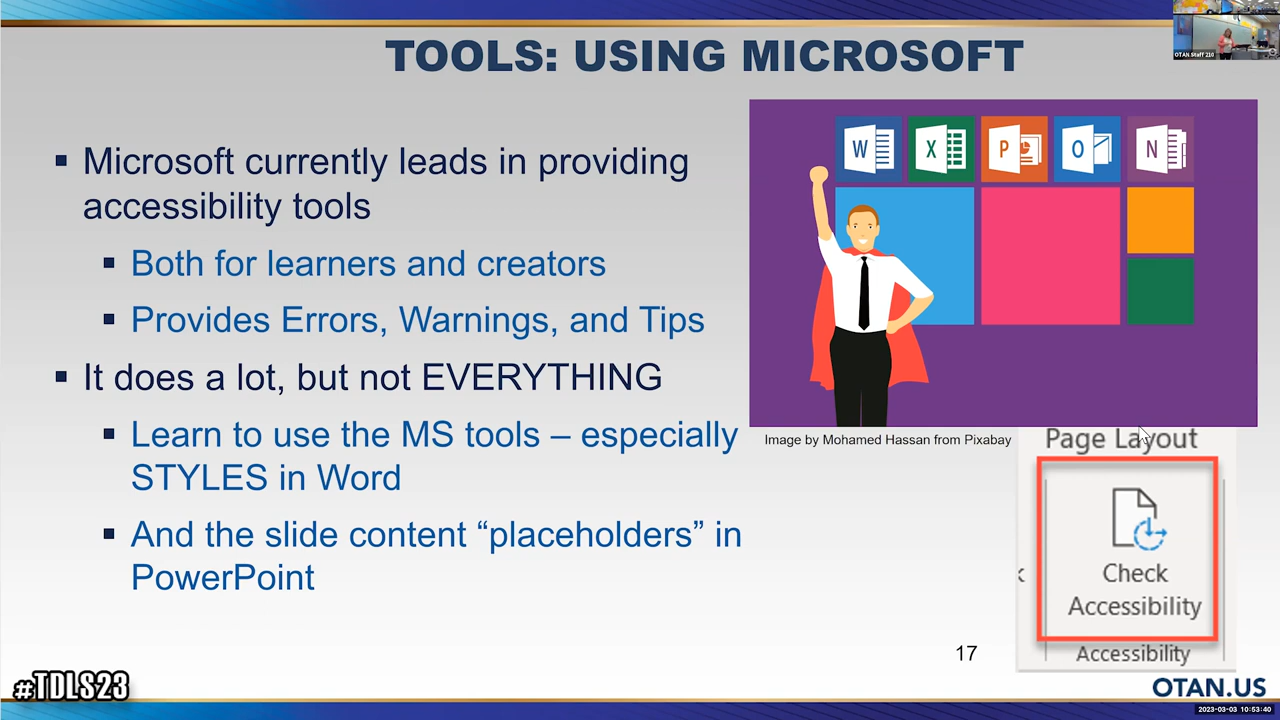 TOOLS: USING MICROSOFT
OTAN Staff 210
▪ Microsoft currently leads in providing
accessibility tools
▪ Both for learners and creators
▪ Provides Errors, Warnings, and Tips
▪ It does a lot, but not EVERYTHING
▪ Learn to use the MS tools – especially
STYLES in Word
▪ And the slide content “placeholders” in
PowerPoint
W X P O N
Image by Mohamed Hassan from Pixabay
Page Layout
Check
Accessibility
Accessibility
17
#TDLS23
OTAN.US
2023-03-03 10:53:40